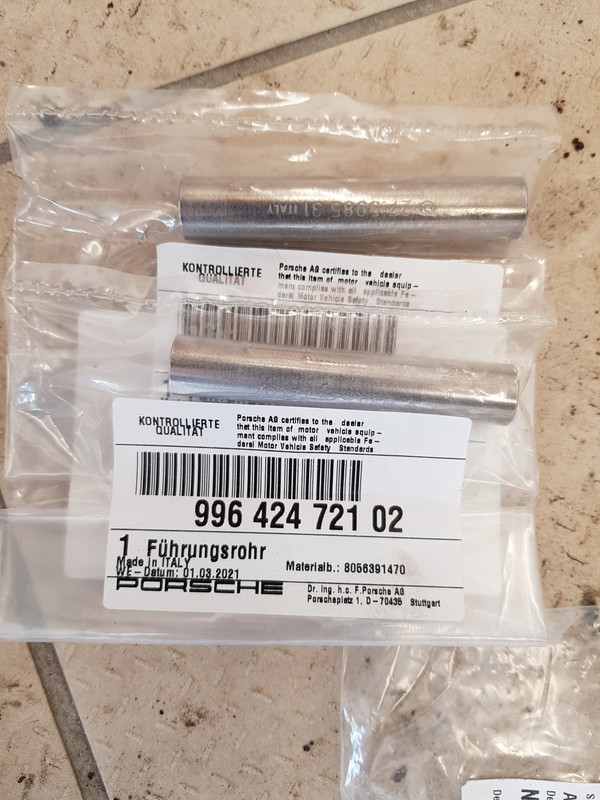 31 ITALY
KONTROLLIERTE
QUALITÄT
Porsche AG certifies to the dealer
that this item of motor vehicle equip-
ment complies with all applicable Fe-
deral Motor Vehicle Safety Standards
KONTROLLIERTE
QUALITÄT
Porsche AG certifies to the dealer
that this item of motor vehicle equip-
ment complies with all applicable Fe-
deral Motor Vehicle Safety Standards
996 424 721 02
1 Führungsrohr
Made in ITALY
Materialb.: 8056391470
WE-Datum: 01.03.2021
PORSCHE
Dr. ing. h.c. F.Porsche AG
Porscheplatz 1, D-70435 Stuttgart